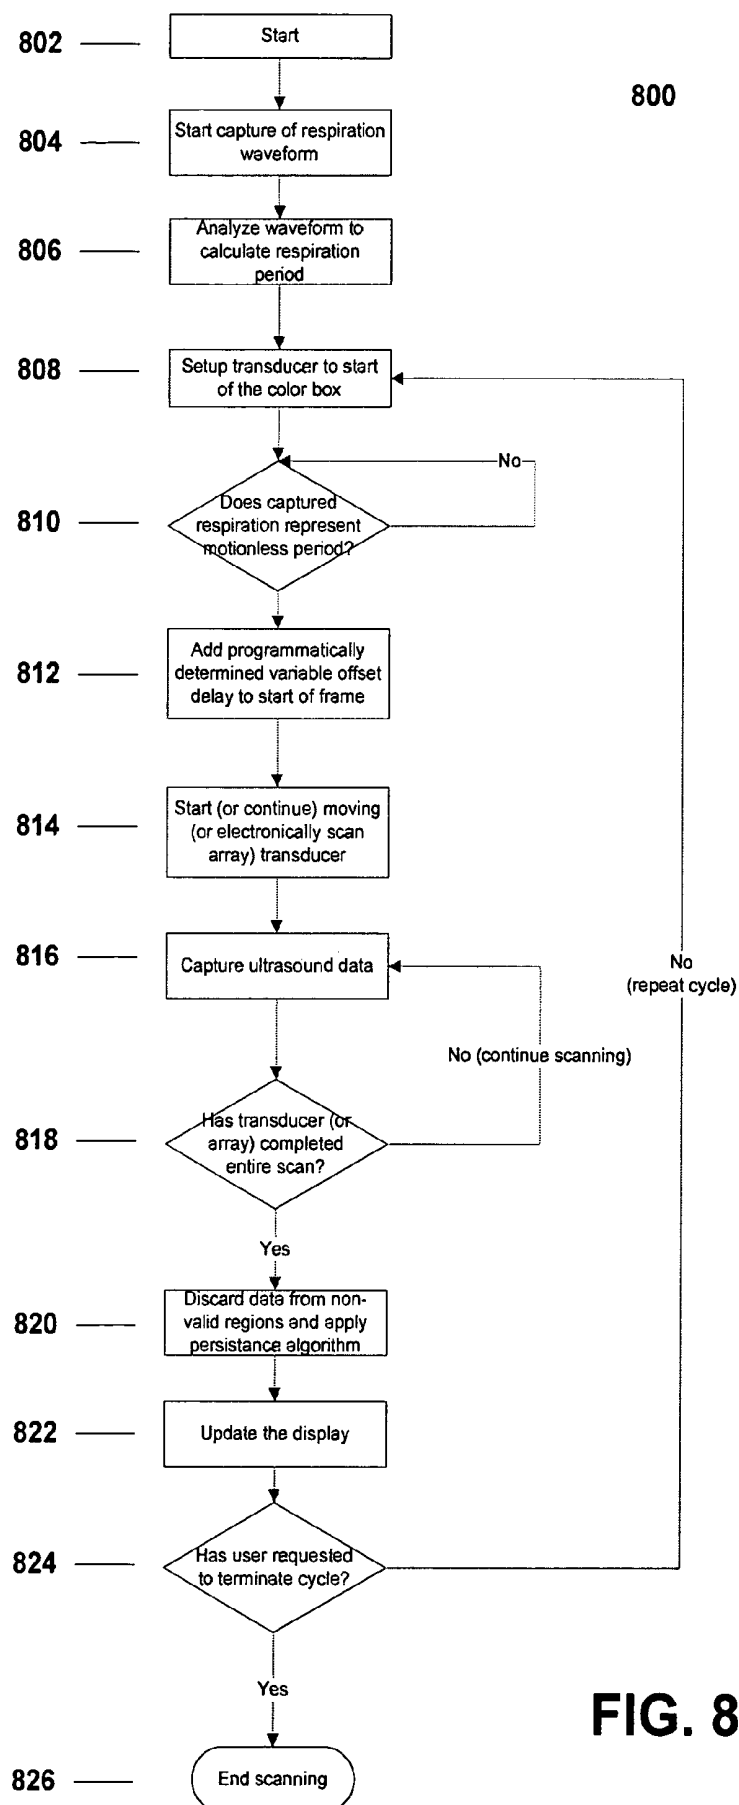 802
Start
800
804
Start capture of respiration
waveform
806
Analyze waveform to
calculate respiration
period
808
Setup transducer to start
of the color box
No
810
Does captured
respiration represent
motionless period?
812
Add programmatically
determined variable offset
delay to start of frame
814
Start (or continue) moving
(or electronically scan
array) transducer
816
Capture ultrasound data
No
(repeat cycle)
No (continue scanning)
818
Has transducer (or
array) completed
entire scan?
Yes
820
Discard data from non-
valid regions and apply
persistance algorithm
822
Update the display
824
Has user requested
to terminate cycle?
Yes
FIG. 8
826
End scanning